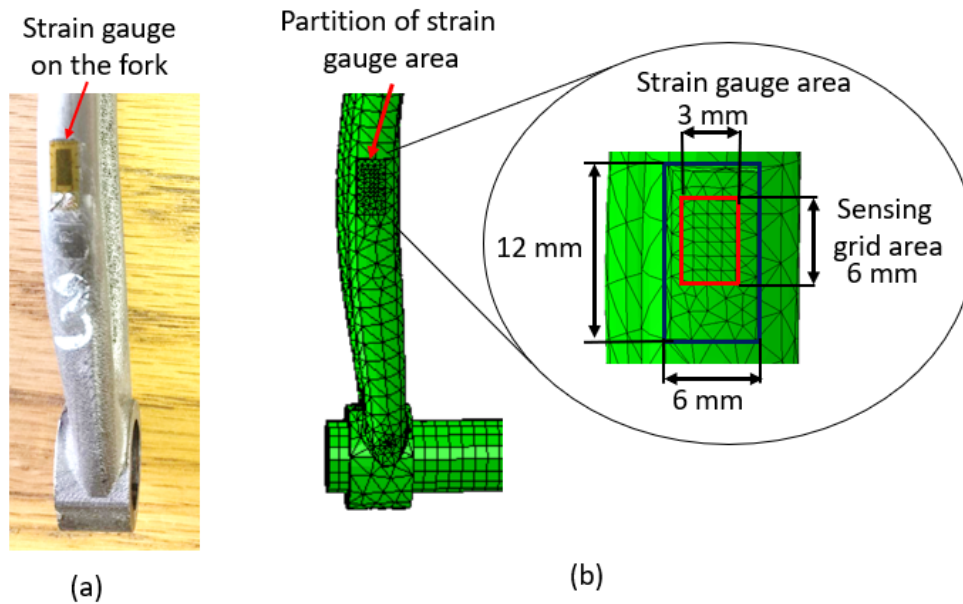 Strain gauge
on the fork
(a)
Partition of strain
gauge area
Strain gauge area
3 mm
12 mm
Sensing
grid area
6 mm
6 mm
(b)